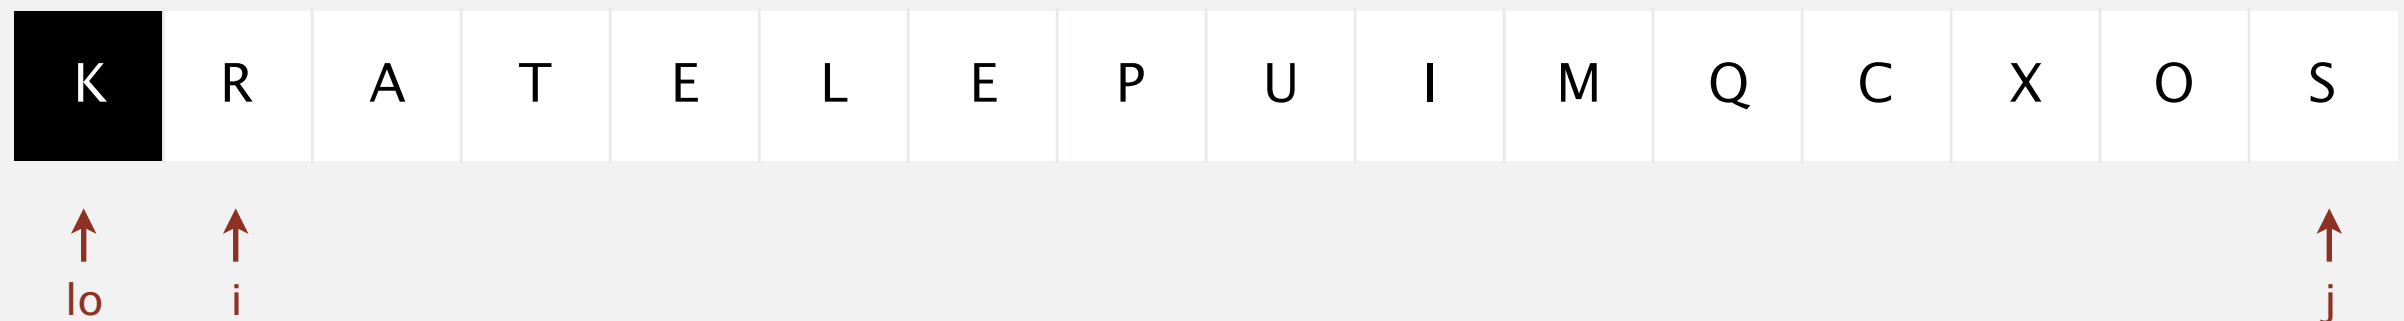 K R A T E L E P U I M Q C X O S
lo i j